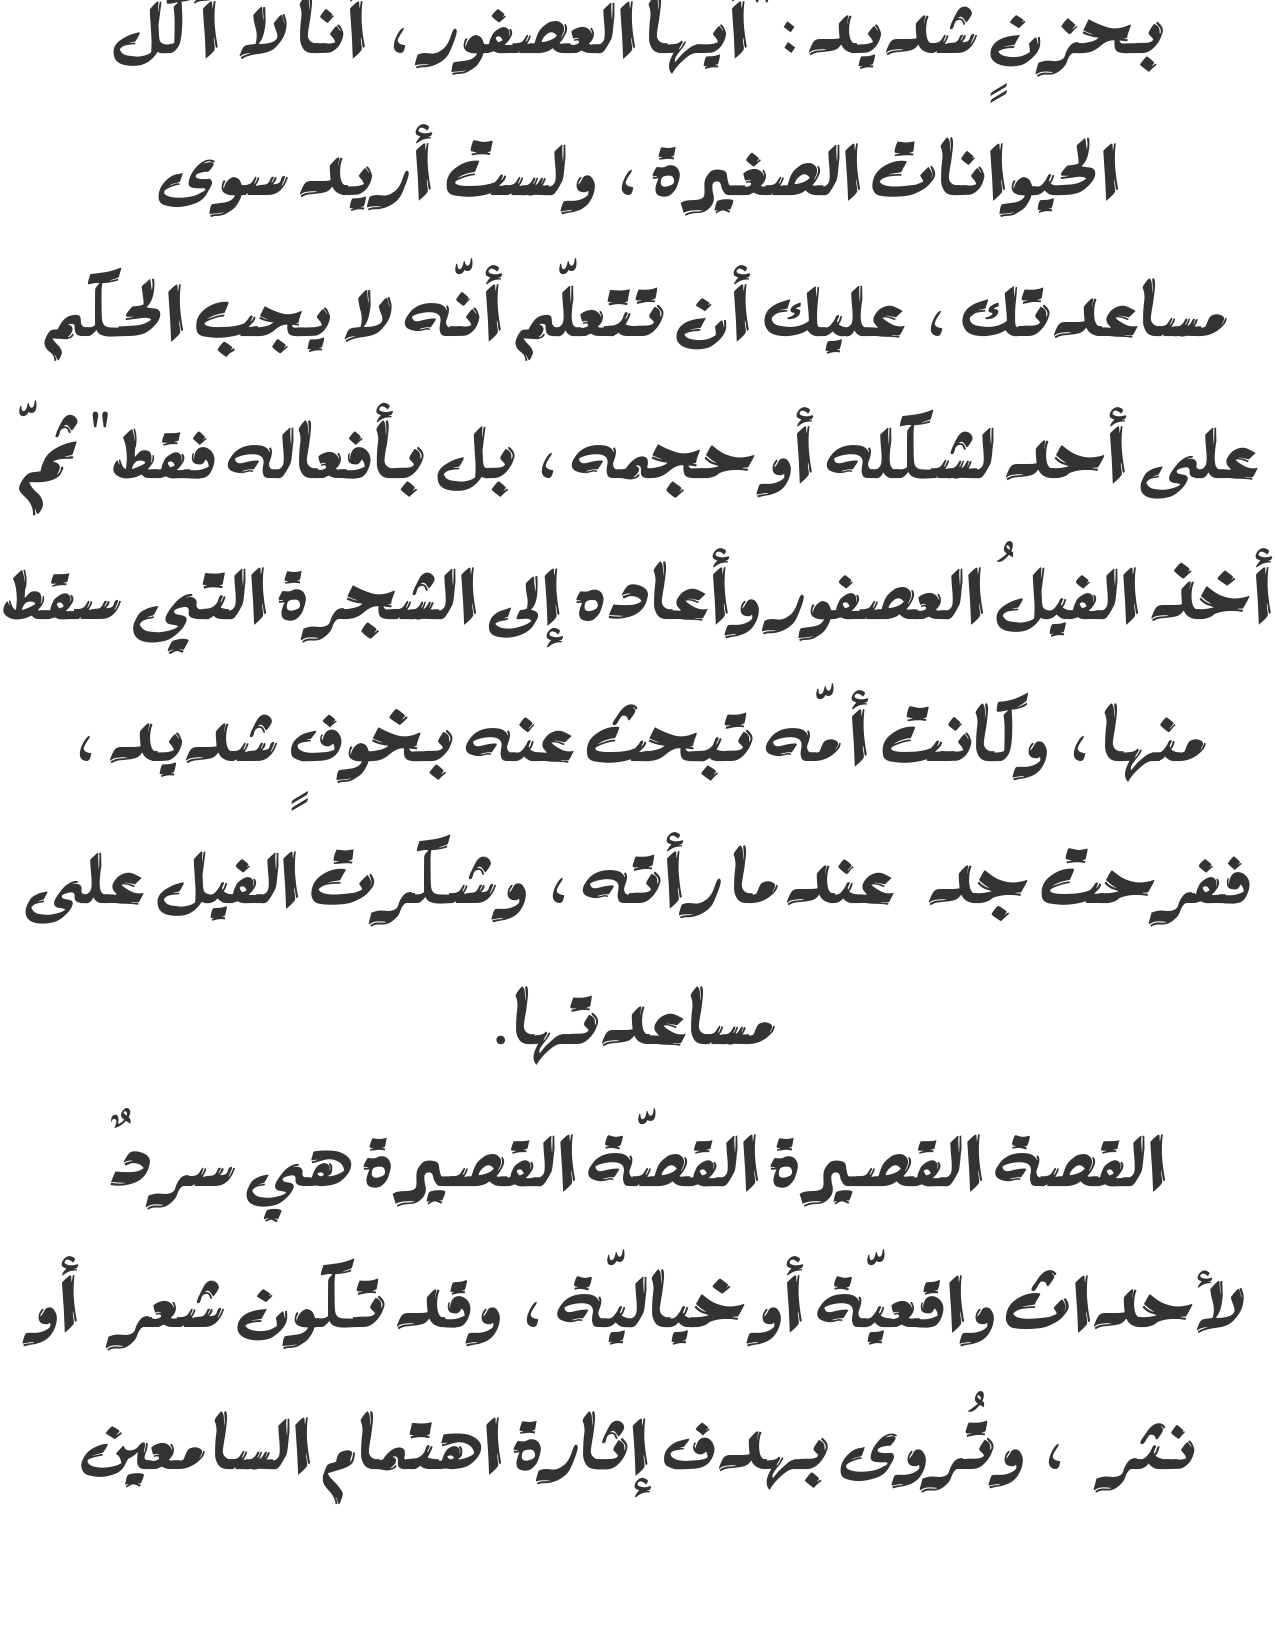 بحزنٍ شديد: "أيها العصفور، أنا لا آكل
الحيوانات الصغيرة، ولست أريد سوى
مساعدتك، عليك أن تتعلّم أنّه لا يجب الحكم
على أحد لشكله أو حجمه، بل بأفعاله فقط" ثمّ
أخذ الفيلُ العصفور وأعاده إلى الشجرة التي سقط
منها، وكانت أمّه تبحث عنه بخوفٍ شديد،
ففرحت جد عندما رأته، وشكرت الفيل على
مساعدتها.
القصة القصيرة القصّة القصيرة هي سردٌ
لأحداث واقعيّة أو خياليّة، وقد تكون شعر أو
نثر ، وتُروى بهدف إثارة اهتمام السامعين